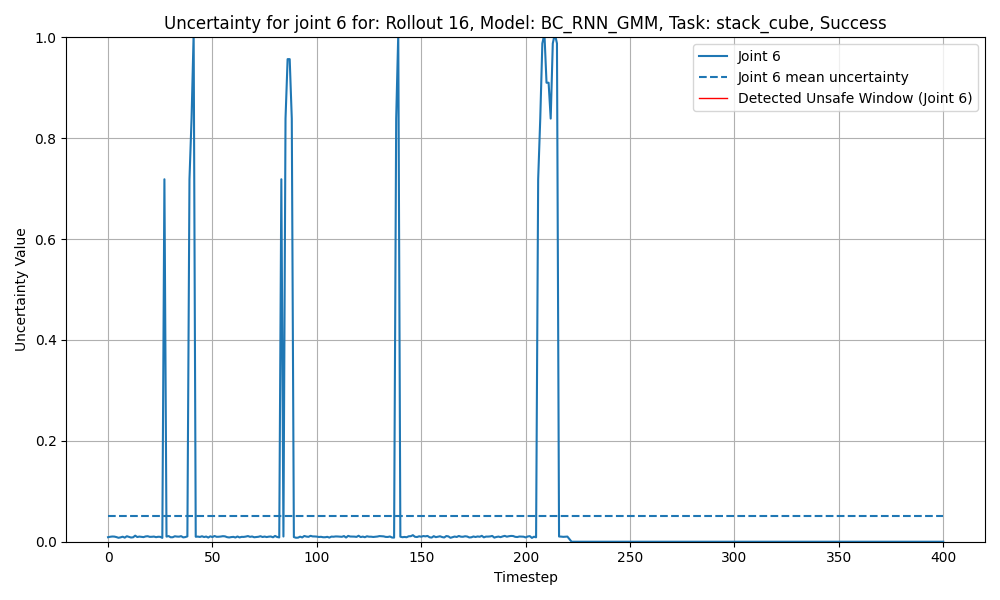 Uncertainty for joint 6 for: Rollout 16, Model: BC_RNN_GMM, Task: stack_cube, Success
Joint 6
Joint 6 mean uncertainty
Detected Unsafe Window (Joint 6)
Uncertainty Value
1.0
0.8
0.6
0.4
0.2
0.0
0 50 100 150 200 250 300 350 400
Timestep